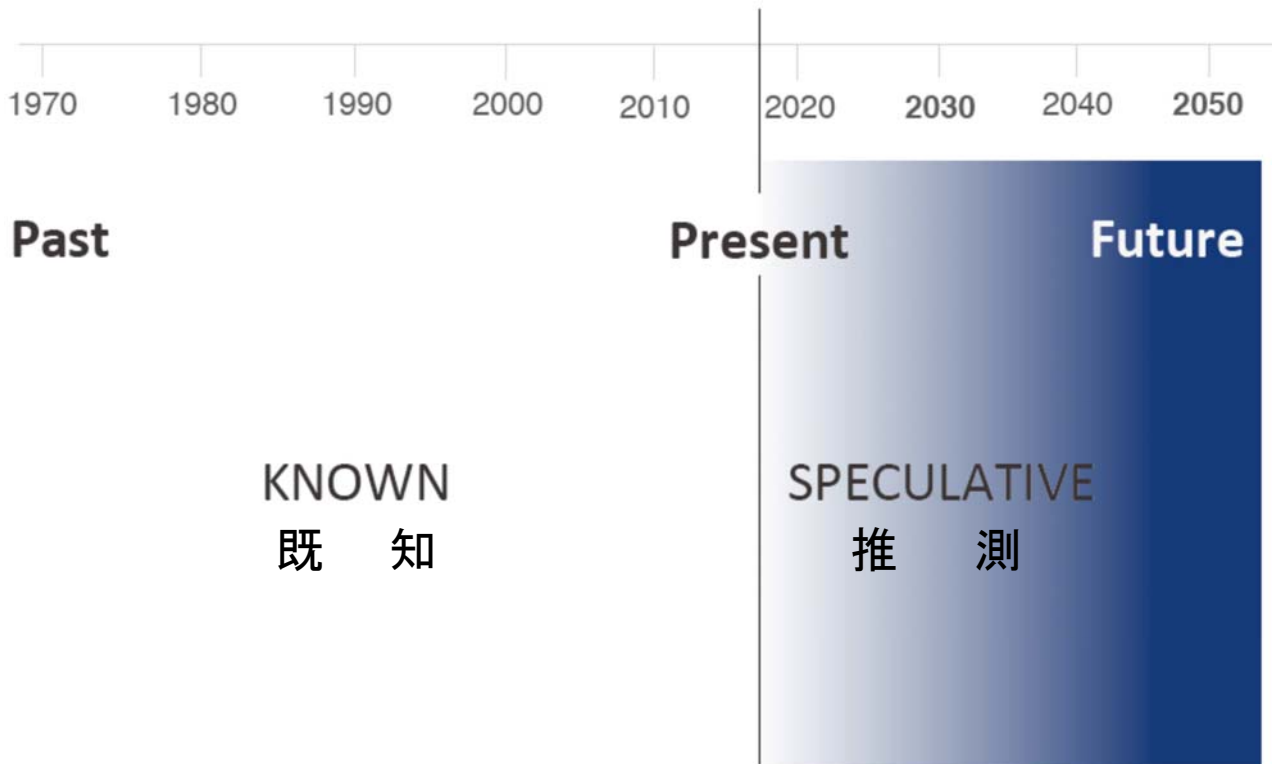 1970 1980 1990 2000 2010 2020 2030 2040 2050
Past Present Future
KNOWN SPECULATIVE
既 知 推 測